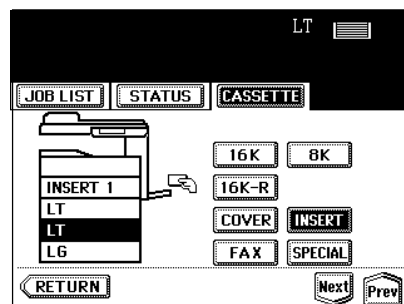 LT
JOB LIST STATUS CASSETTE
16K 8K
INSERT 1 16K-R
LT
LT COVER INSERT
LG FAX SPECIAL
RETURN Next Prev